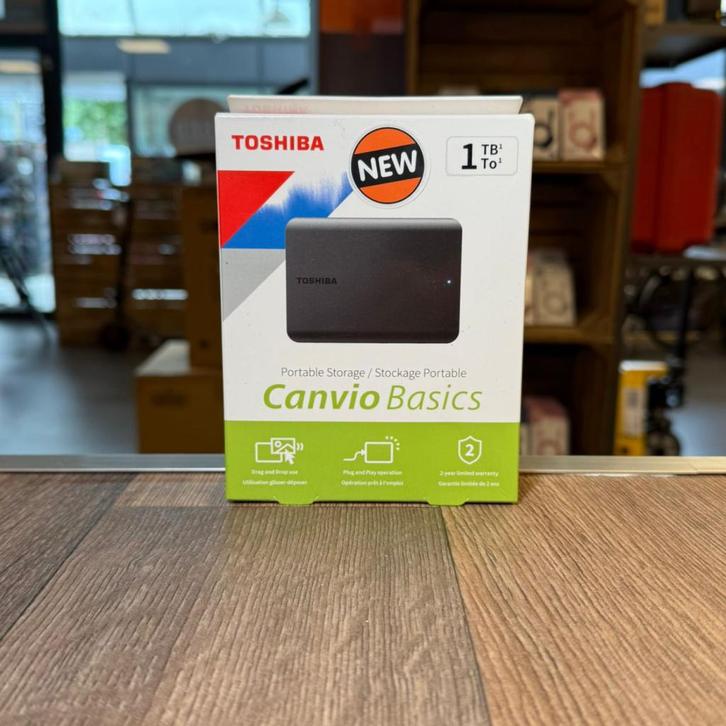 TOSHIBA
NEW
1 TB¹
To¹
TOSHIBA
Portable Storage / Stockage Portable
Canvio Basics
2
Drag and Drop use
Utilisation glisser-déposer
Plug and Play operation
Opération prêt à l'emploi
2-year limited warranty
Garantie limitée de 2 ans